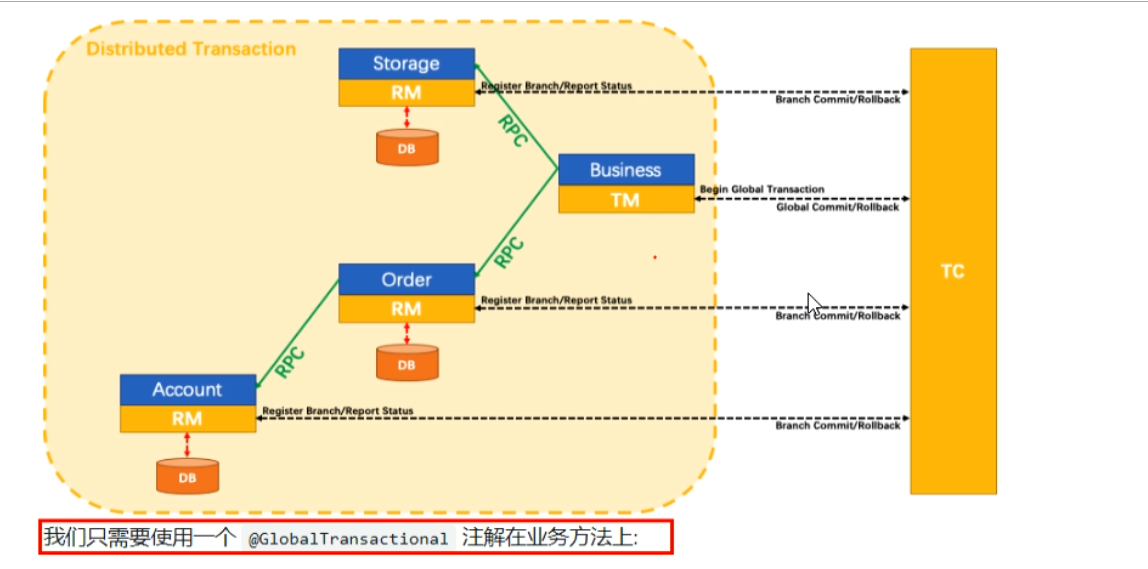 Distributed Transaction
Storage
RM
DB
Register Branch/Report Status
Branch Commit/Rollback
RPC
Business
TM
Begin Global Transaction
Global Commit/Rollback
RPC
TC
Order
RM
DB
Register Branch/Report Status
Branch Commit/Rollback
RPC
Account
RM
DB
Register Branch/Report Status
Branch Commit/Rollback
我们只需要使用一个 @GlobalTransactional 注解在业务方法上: